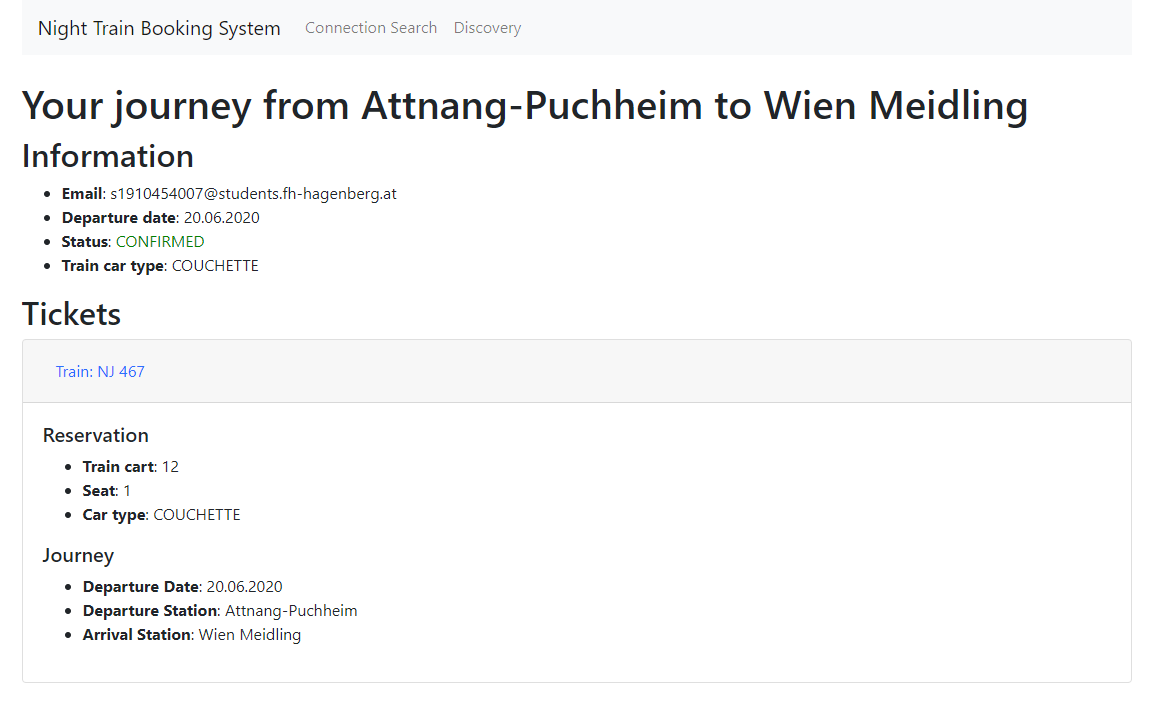 Night Train Booking System Connection Search Discovery
Your journey from Attnang-Puchheim to Wien Meidling
Information
Email: s1910454007@students.fh-hagenberg.at
Departure date: 20.06.2020
Status: CONFIRMED
Train car type: COUCHETTE
Tickets
Train: NJ 467
Reservation
Train cart: 12
Seat: 1
Car type: COUCHETTE
Journey
Departure Date: 20.06.2020
Departure Station: Attnang-Puchheim
Arrival Station: Wien Meidling